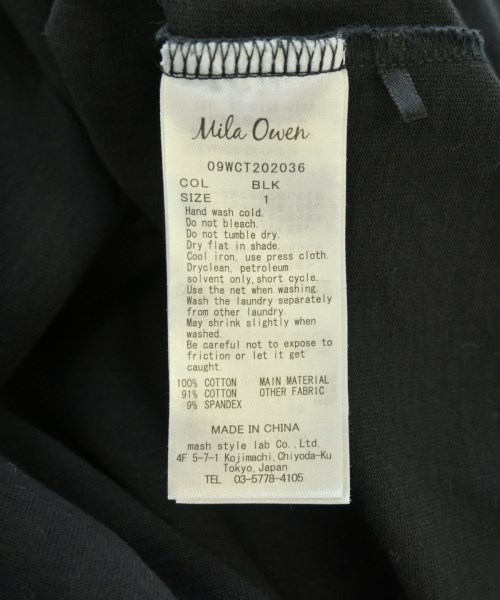 Mila Owen
09WCT202036
COL BLK
SIZE 1
Hand wash cold.
Do not bleach.
Do not tumble dry.
Dry flat in shade.
Cool iron, use press cloth.
Dryclean, petroleum
solvent only, short cycle.
Use the net when washing.
Wash the laundry separately
from other laundry.
May shrink slightly when
washed.
Be careful not to expose to
friction or let it get
caught.
100% COTTON MAIN MATERIAL
91% COTTON OTHER FABRIC
9% SPANDEX
MADE IN CHINA
mash style lab Co., Ltd.
4F 5-7-1 Kojimachi, Chiyoda-Ku
Tokyo, Japan
TEL 03-5778-4105